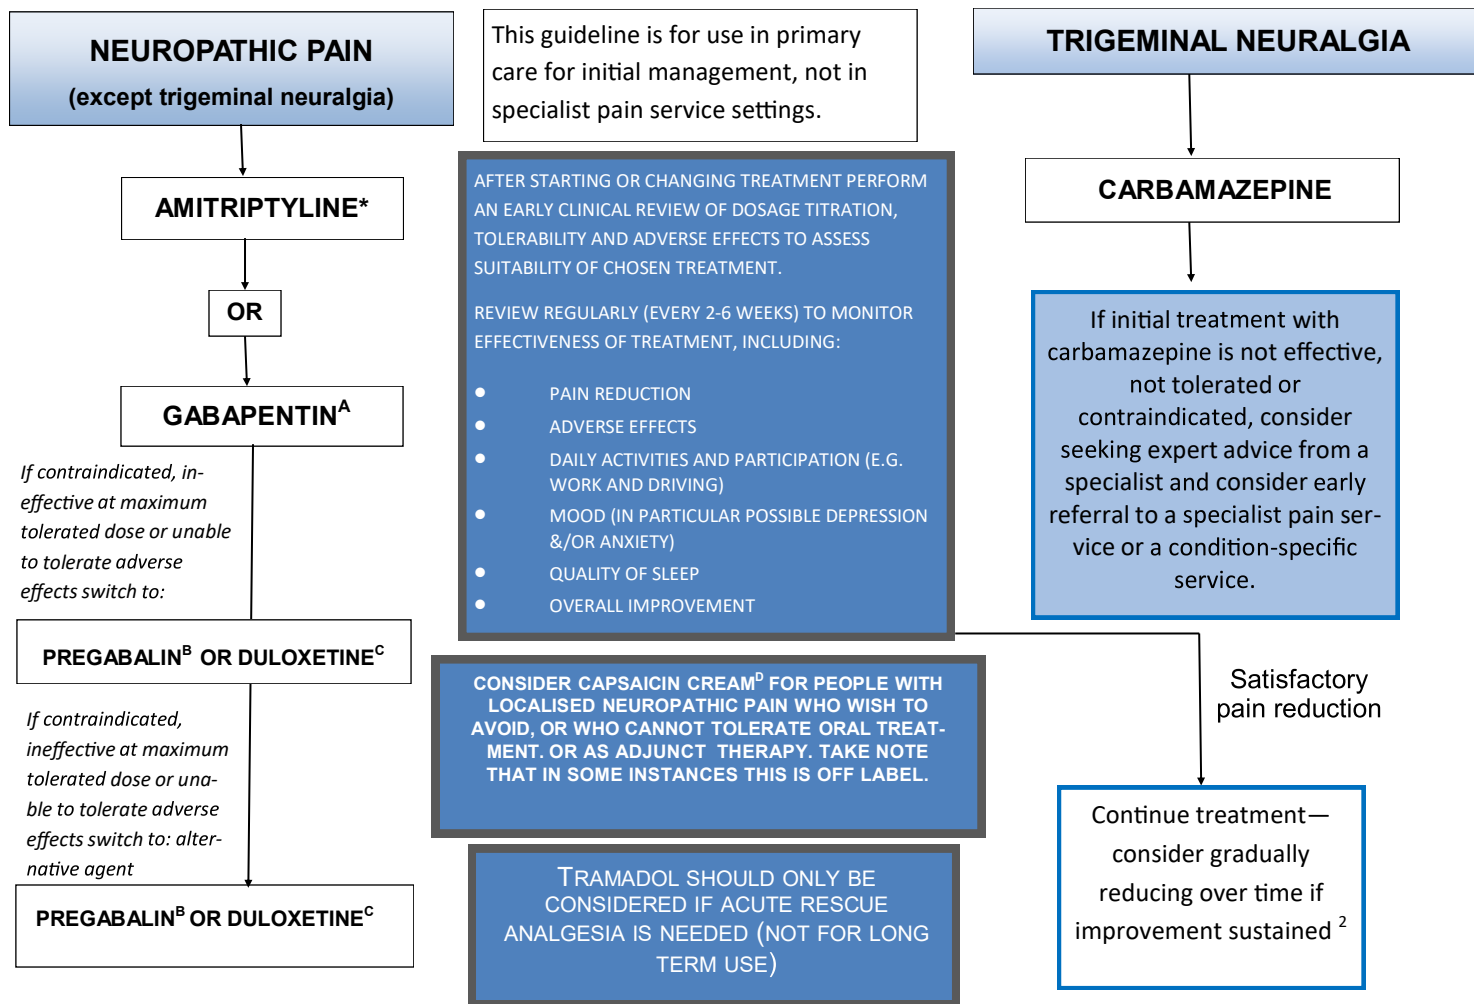 NEUROPATHIC PAIN
(except trigeminal neuralgia)
AMITRIPTYLINE*
OR
GABAPENTINᴬ
If contraindicated, in-
effective at maximum
tolerated dose or unable
to tolerate adverse
effects switch to:
PREGABALINᴮ OR DULOXETINEᶜ
If contraindicated,
ineffective at maximum
tolerated dose or una-
ble to tolerate adverse
effects switch to: alter-
native agent
PREGABALINᴮ OR DULOXETINEᶜ
This guideline is for use in primary
care for initial management, not in
specialist pain service settings.
AFTER STARTING OR CHANGING TREATMENT PERFORM
AN EARLY CLINICAL REVIEW OF DOSAGE TITRATION,
TOLERABILITY AND ADVERSE EFFECTS TO ASSESS
SUITABILITY OF CHOSEN TREATMENT.
REVIEW REGULARLY (EVERY 2-6 WEEKS) TO MONITOR
EFFECTIVENESS OF TREATMENT, INCLUDING:
• PAIN REDUCTION
• ADVERSE EFFECTS
• DAILY ACTIVITIES AND PARTICIPATION (E.G.
WORK AND DRIVING)
• MOOD (IN PARTICULAR POSSIBLE DEPRESSION
&/OR ANXIETY)
• QUALITY OF SLEEP
• OVERALL IMPROVEMENT
CONSIDER CAPSAICIN CREAMᴰ FOR PEOPLE WITH
LOCALISED NEUROPATHIC PAIN WHO WISH TO
AVOID, OR WHO CANNOT TOLERATE ORAL TREAT-
MENT. OR AS ADJUNCT THERAPY. TAKE NOTE
THAT IN SOME INSTANCES THIS IS OFF LABEL.
TRAMADOL SHOULD ONLY BE
CONSIDERED IF ACUTE RESCUE
ANALGESIA IS NEEDED (NOT FOR LONG
TERM USE)
TRIGEMINAL NEURALGIA
CARBAMAZEPINE
If initial treatment with
carbamazepine is not effective,
not tolerated or
contraindicated, consider
seeking expert advice from a
specialist and consider early
referral to a specialist pain ser-
vice or a condition-specific
service.
Satisfactory
pain reduction
Continue treatment—
consider gradually
reducing over time if
improvement sustained ²